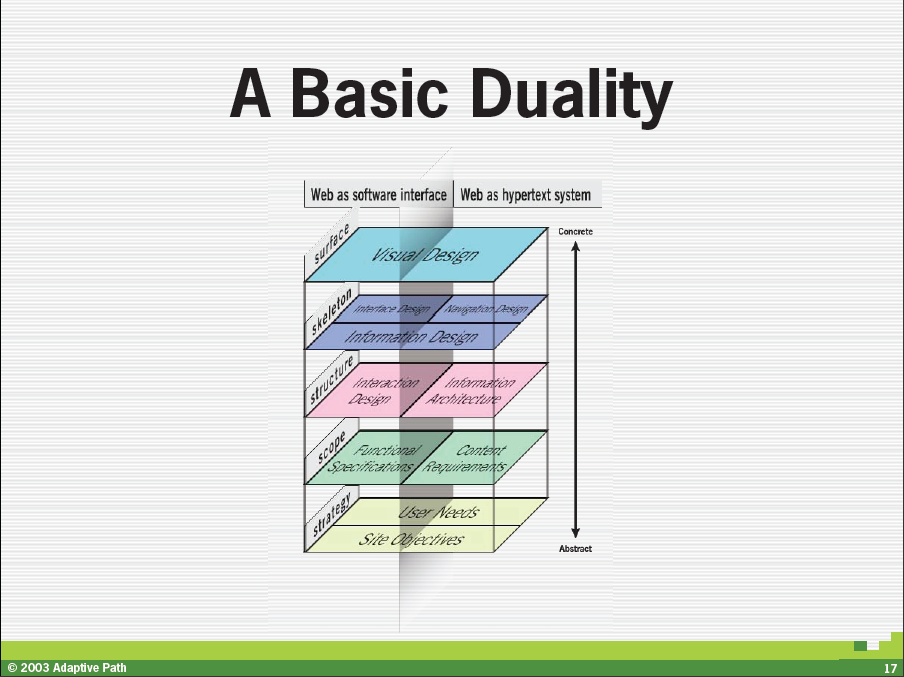 A Basic Duality
Web as software interface
Web as hypertext system
Concrete
surface
Visual Design
skeleton
Interface Design
Navigation Design
Information Design
structure
Interaction
Design
Information
Architecture
scope
Functional
Specifications
Content
Requirements
strategy
User Needs
Site Objectives
Abstract
© 2003 Adaptive Path
17